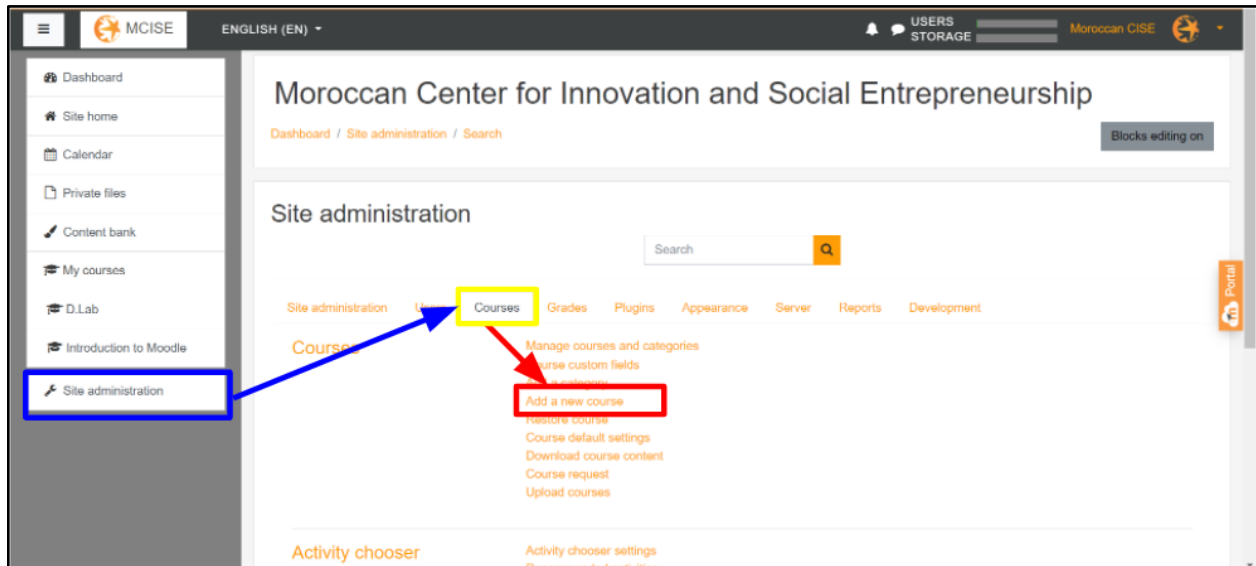 MCISE
ENGLISH (EN)
USERS
STORAGE
Moroccan CISE
Dashboard
Site home
Calendar
Private files
Content bank
My courses
D.Lab
Introduction to Moodle
Site administration
Moroccan Center for Innovation and Social Entrepreneurship
Dashboard / Site administration / Search
Blocks editing on
Site administration
Search
Portal
Site administration Users Courses Grades Plugins Appearance Server Reports Development
Courses
Manage courses and categories
Course custom fields
Add a category
Add a new course
Restore course
Course default settings
Download course content
Course request
Upload courses
Activity chooser
Activity chooser settings